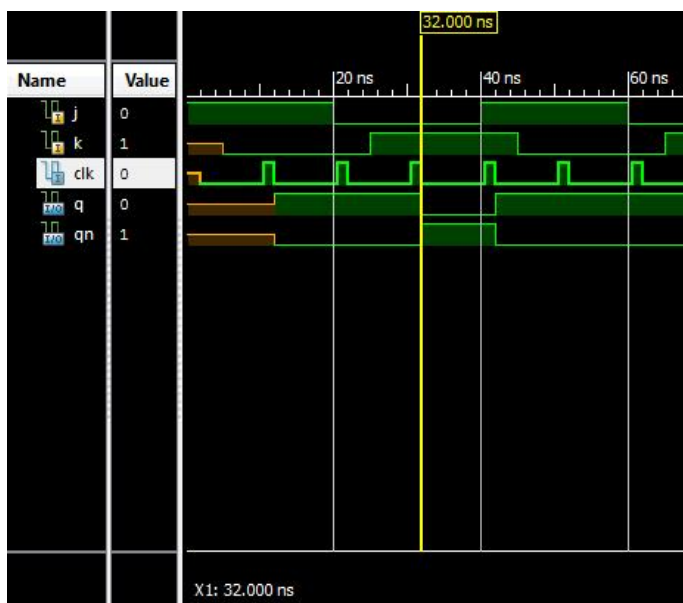 32.000 ns
Name Value
20 ns 40 ns 60 ns
I j 0
I k 1
clk 0
I/O q 0
I/O qn 1
X1: 32.000 ns